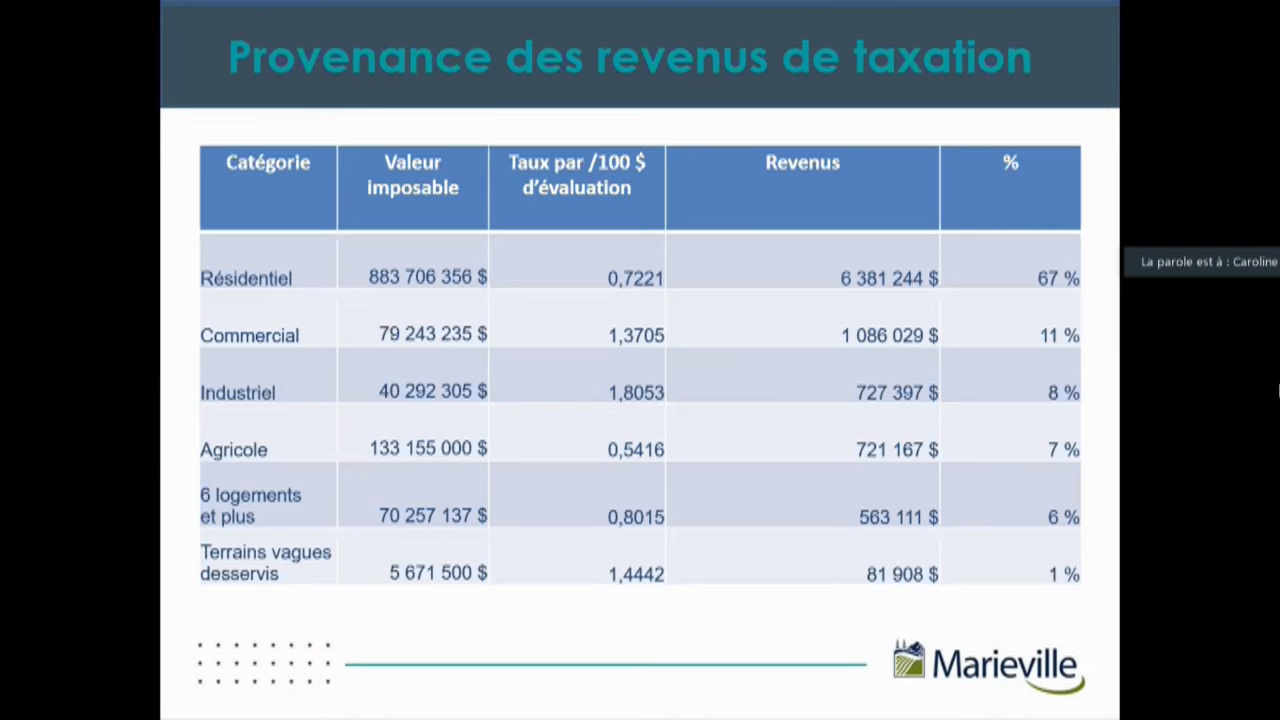 Provenance des revenus de taxation
Catégorie
Valeur
imposable
Taux par /100 $
d'évaluation
Revenus
%
Résidentiel 883 706 356 $ 0,7221 6 381 244 $ 67 %
Commercial 79 243 235 $ 1,3705 1 086 029 $ 11 %
Industriel 40 292 305 $ 1,8053 727 397 $ 8 %
Agricole 133 155 000 $ 0,5416 721 167 $ 7 %
6 logements
et plus 70 257 137 $ 0,8015 563 111 $ 6 %
Terrains vagues
desservis 5 671 500 $ 1,4442 81 908 $ 1 %
Marieville
La parole est à : Caroline